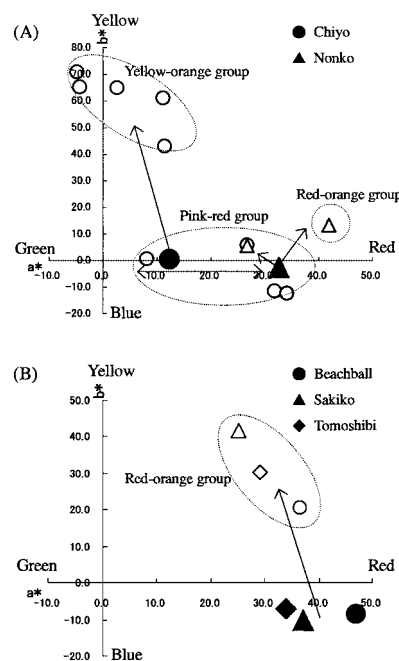 (A)
Yellow
b*
Chiyo
Nonko
80.0
70.0
60.0
50.0
40.0
30.0
20.0
10.0
0.0
-10.0
-20.0
Yellow-orange group
Red-orange group
Pink-red group
Green
Red
a*
-10.0
0.0
10.0
20.0
30.0
40.0
50.0
Blue
(B)
Yellow
b*
Beachball
Sakiko
Tomoshibi
50.0
40.0
30.0
20.0
10.0
0.0
-10.0
-20.0
Red-orange group
Green
Red
a*
-10.0
0.0
10.0
20.0
30.0
40.0
50.0
Blue